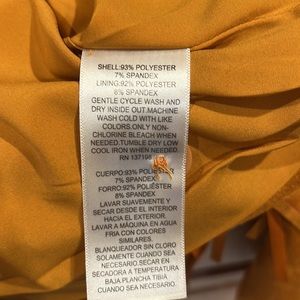 SHELL:93% POLYESTER
7% SPANDEX
LINING:92% POLYESTER
8% SPANDEX
GENTLE CYCLE WASH AND
DRY INSIDE OUT.MACHINE
WASH COLD WITH LIKE
COLORS.ONLY NON-
CHLORINE BLEACH WHEN
NEEDED.TUMBLE DRY LOW
COOL IRON WHEN NEEDED.
RN 137198
CUERPO:93% POLIÉSTER
7% SPANDEX
FORRO:92% POLIÉSTER
8% SPANDEX
LAVAR SUAVEMENTE Y
SECAR DESDE EL INTERIOR
HACIA EL EXTERIOR.
LAVAR A MÁQUINA EN AGUA
FRIA CON COLORES
SIMILARES.
BLANQUEADOR SIN CLORO
SOLAMENTE CUANDO SEA
NECESARIO.SECAR EN
SECADORA A TEMPERATURA
BAJA PLANCHA TIBIA
CUANDO SEA NECESARIO.